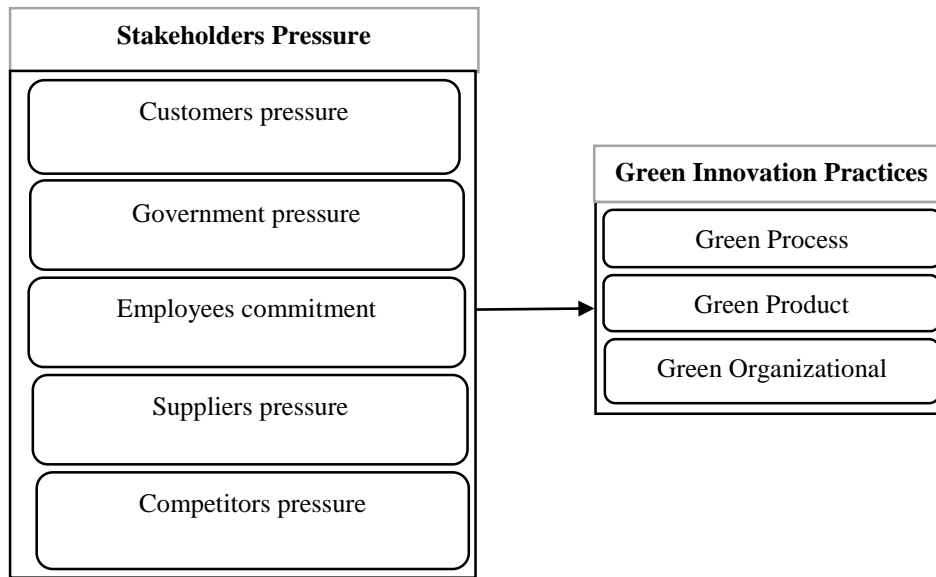 Stakeholders Pressure
Customers pressure
Government pressure
Employees commitment
Suppliers pressure
Competitors pressure
Green Innovation Practices
Green Process
Green Product
Green Organizational